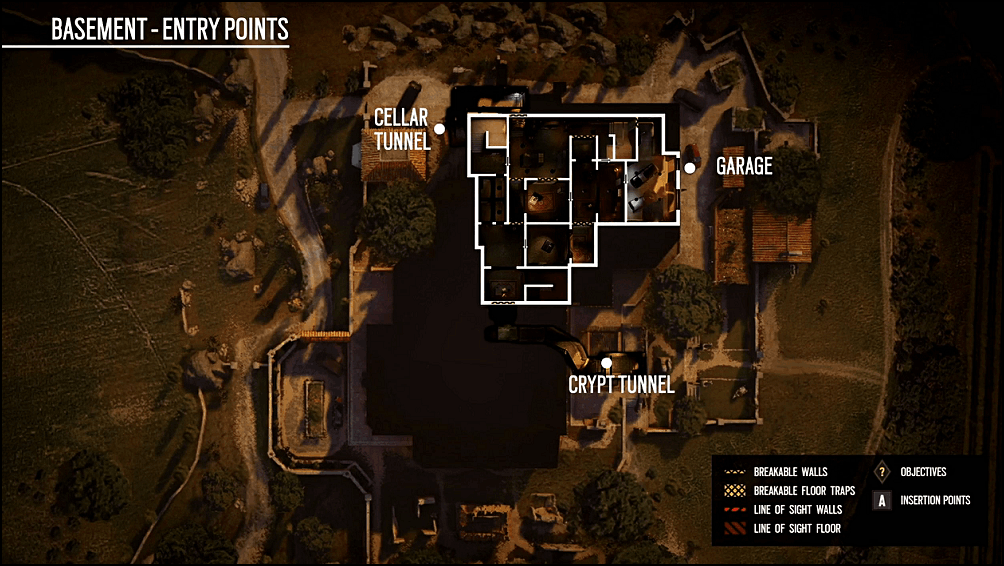 BASEMENT - ENTRY POINTS
CELLAR
TUNNEL
GARAGE
CRYPT TUNNEL
BREAKABLE WALLS
BREAKABLE FLOOR TRAPS
LINE OF SIGHT WALLS
LINE OF SIGHT FLOOR
? OBJECTIVES
A INSERTION POINTS